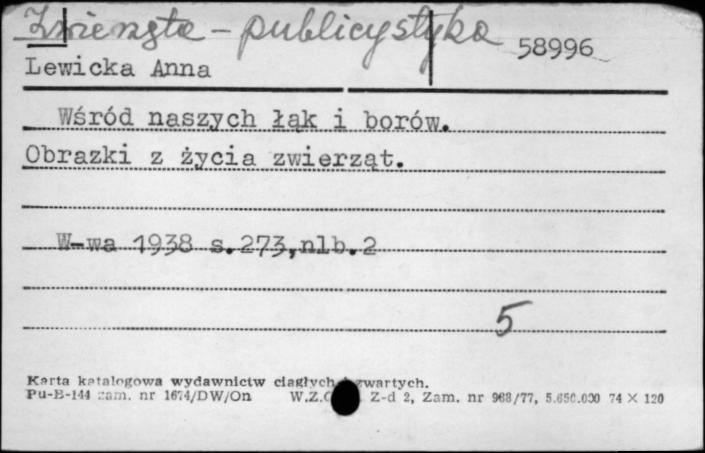 Zwierzęta - publicystyka 58996
Lewicka Anna
Wśród naszych łąk i borów.
Obrazki z życia zwierząt.
W-wa 1938 s.273,nlb.2
5
Karta katalogowa wydawnictw ciągłych i zwartych.
Pu-B-144 zam. nr 1674/DW/On W.Z.G. Z-d 2, Zam. nr 968/77, 5.650.000 74 X 120